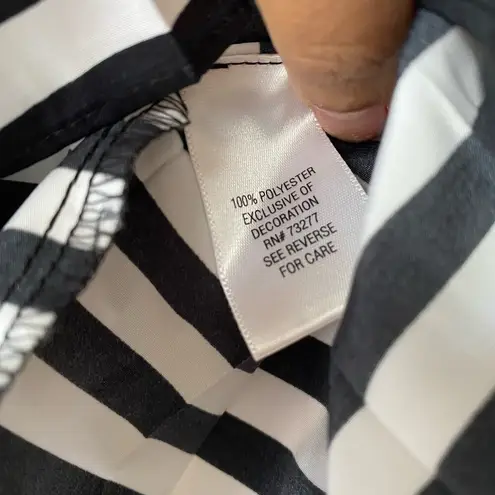 100% POLYESTER
EXCLUSIVE OF
DECORATION
RN# 73277
SEE REVERSE
FOR CARE